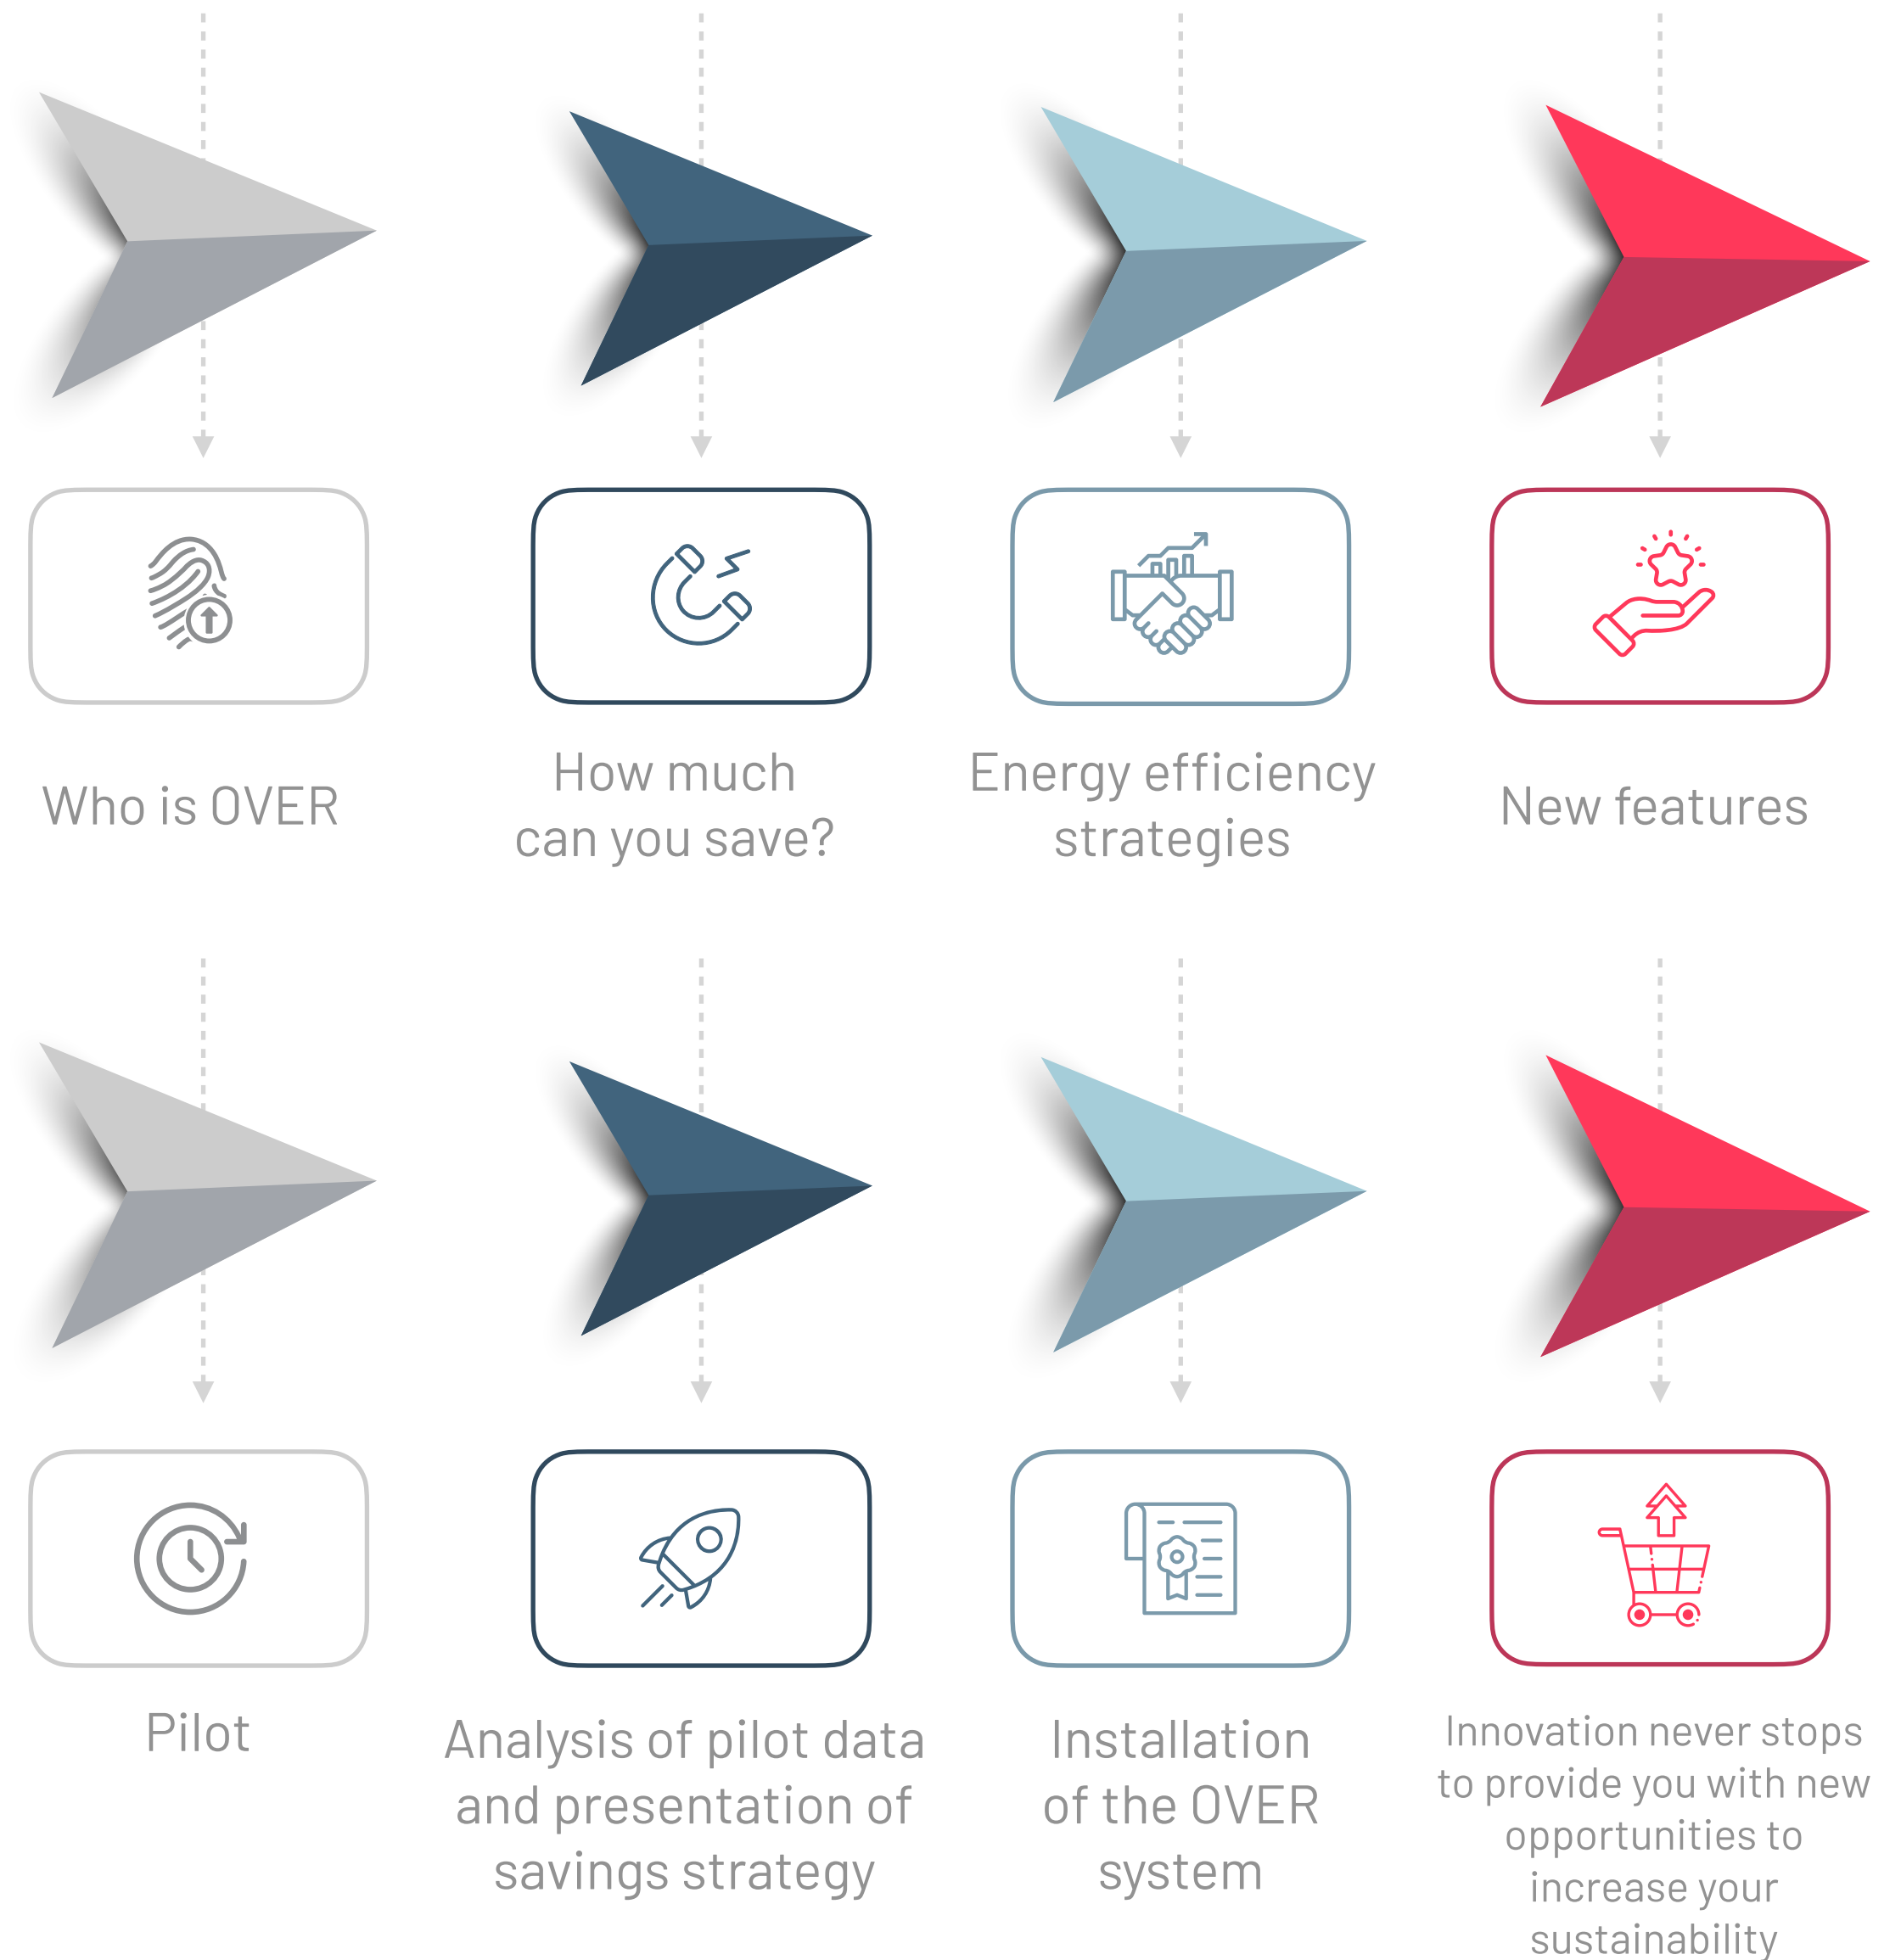 Who is OVER
How much
can you save?
Energy efficiency
strategies
New features
Pilot
Analysis of pilot data
and presentation of
savings strategy
Installation
of the OVER
system
Innovation never stops
to provide you with new
opportunities to
increase your
sustainability